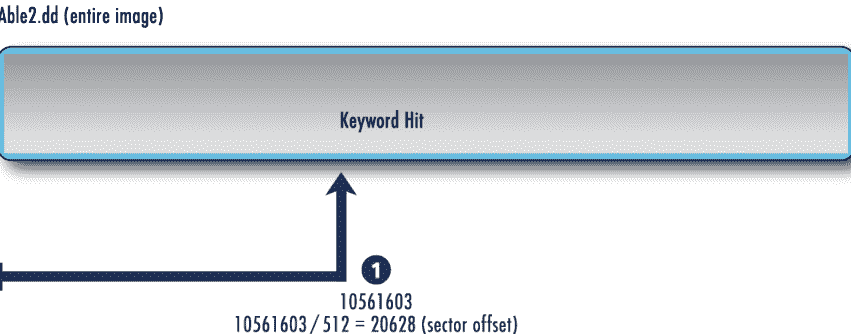 Able2.dd (entire image)
Keyword Hit
1
10561603
10561603/512 = 20628 (sector offset)